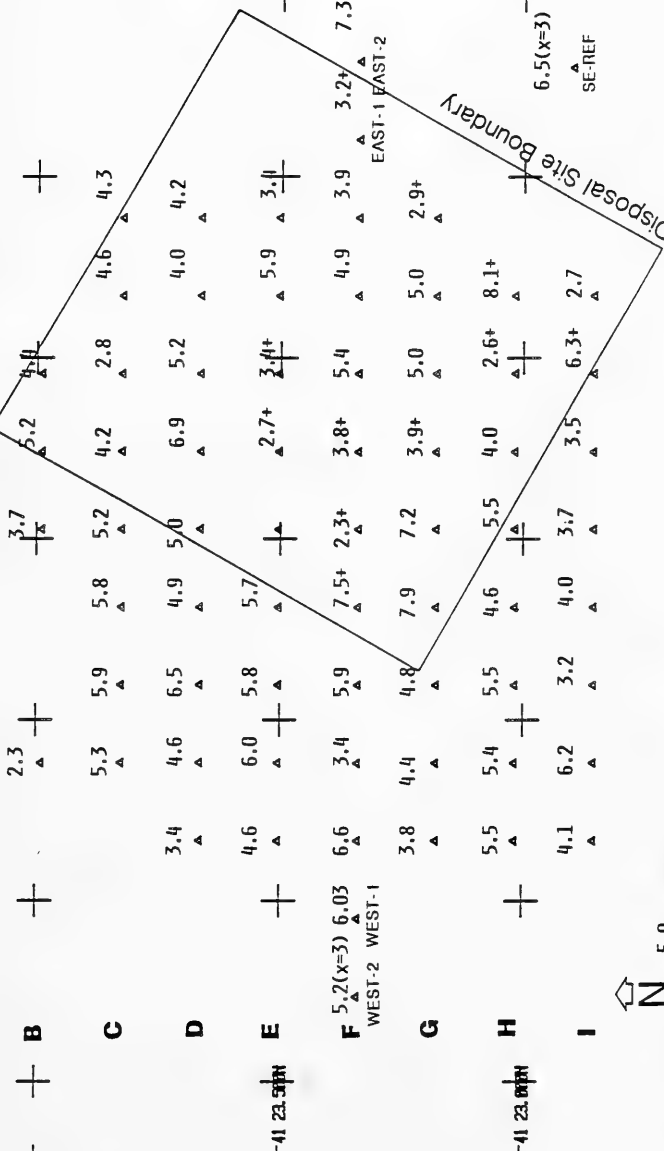 B 2.3 3.7 5.2
C 5.3 5.9 5.8 5.2 4.2 2.8 4.6 4.3
D 3.4 4.6 6.5 4.9 5.0 6.9 5.2 4.0 4.2
E 4.6 6.0 5.8 5.7 2.7+ 3.4+ 5.9 3.4
-41 23.500N
F 5.2(x=3) 6.03 6.6 3.4 5.9 7.5+ 2.3+ 3.8+ 5.4 4.9 3.9 3.2+ 7.3
WEST-2 WEST-1 EAST-1 EAST-2
G 3.8 4.4 4.8 7.9 7.2 3.9+ 5.0 5.0 2.9+
H 5.5 5.4 5.5 4.6 5.5 4.0 2.6+ 8.1+
-41 23.000N
I 4.1 6.2 3.2 4.0 3.7 3.5 6.3+ 2.7
6.5(x=3)
SE-REF
Disposal Site Boundary
N